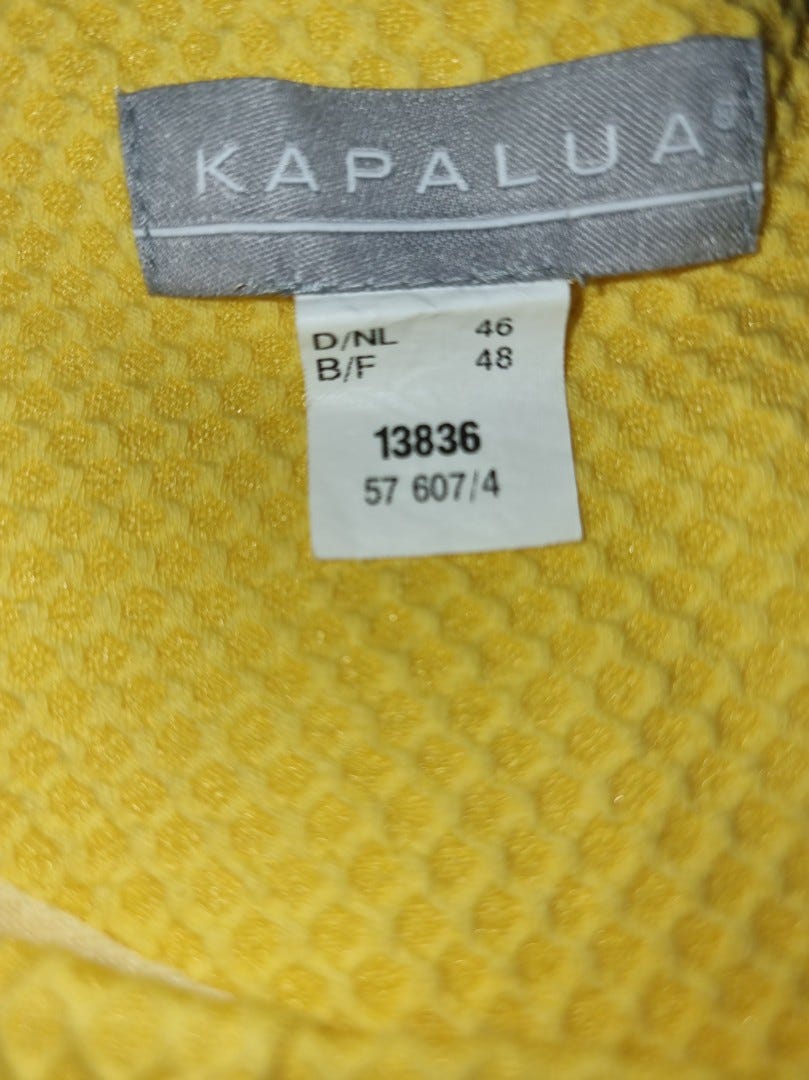 KAPALUA®
D/NL 46
B/F 48
13836
57 607/4